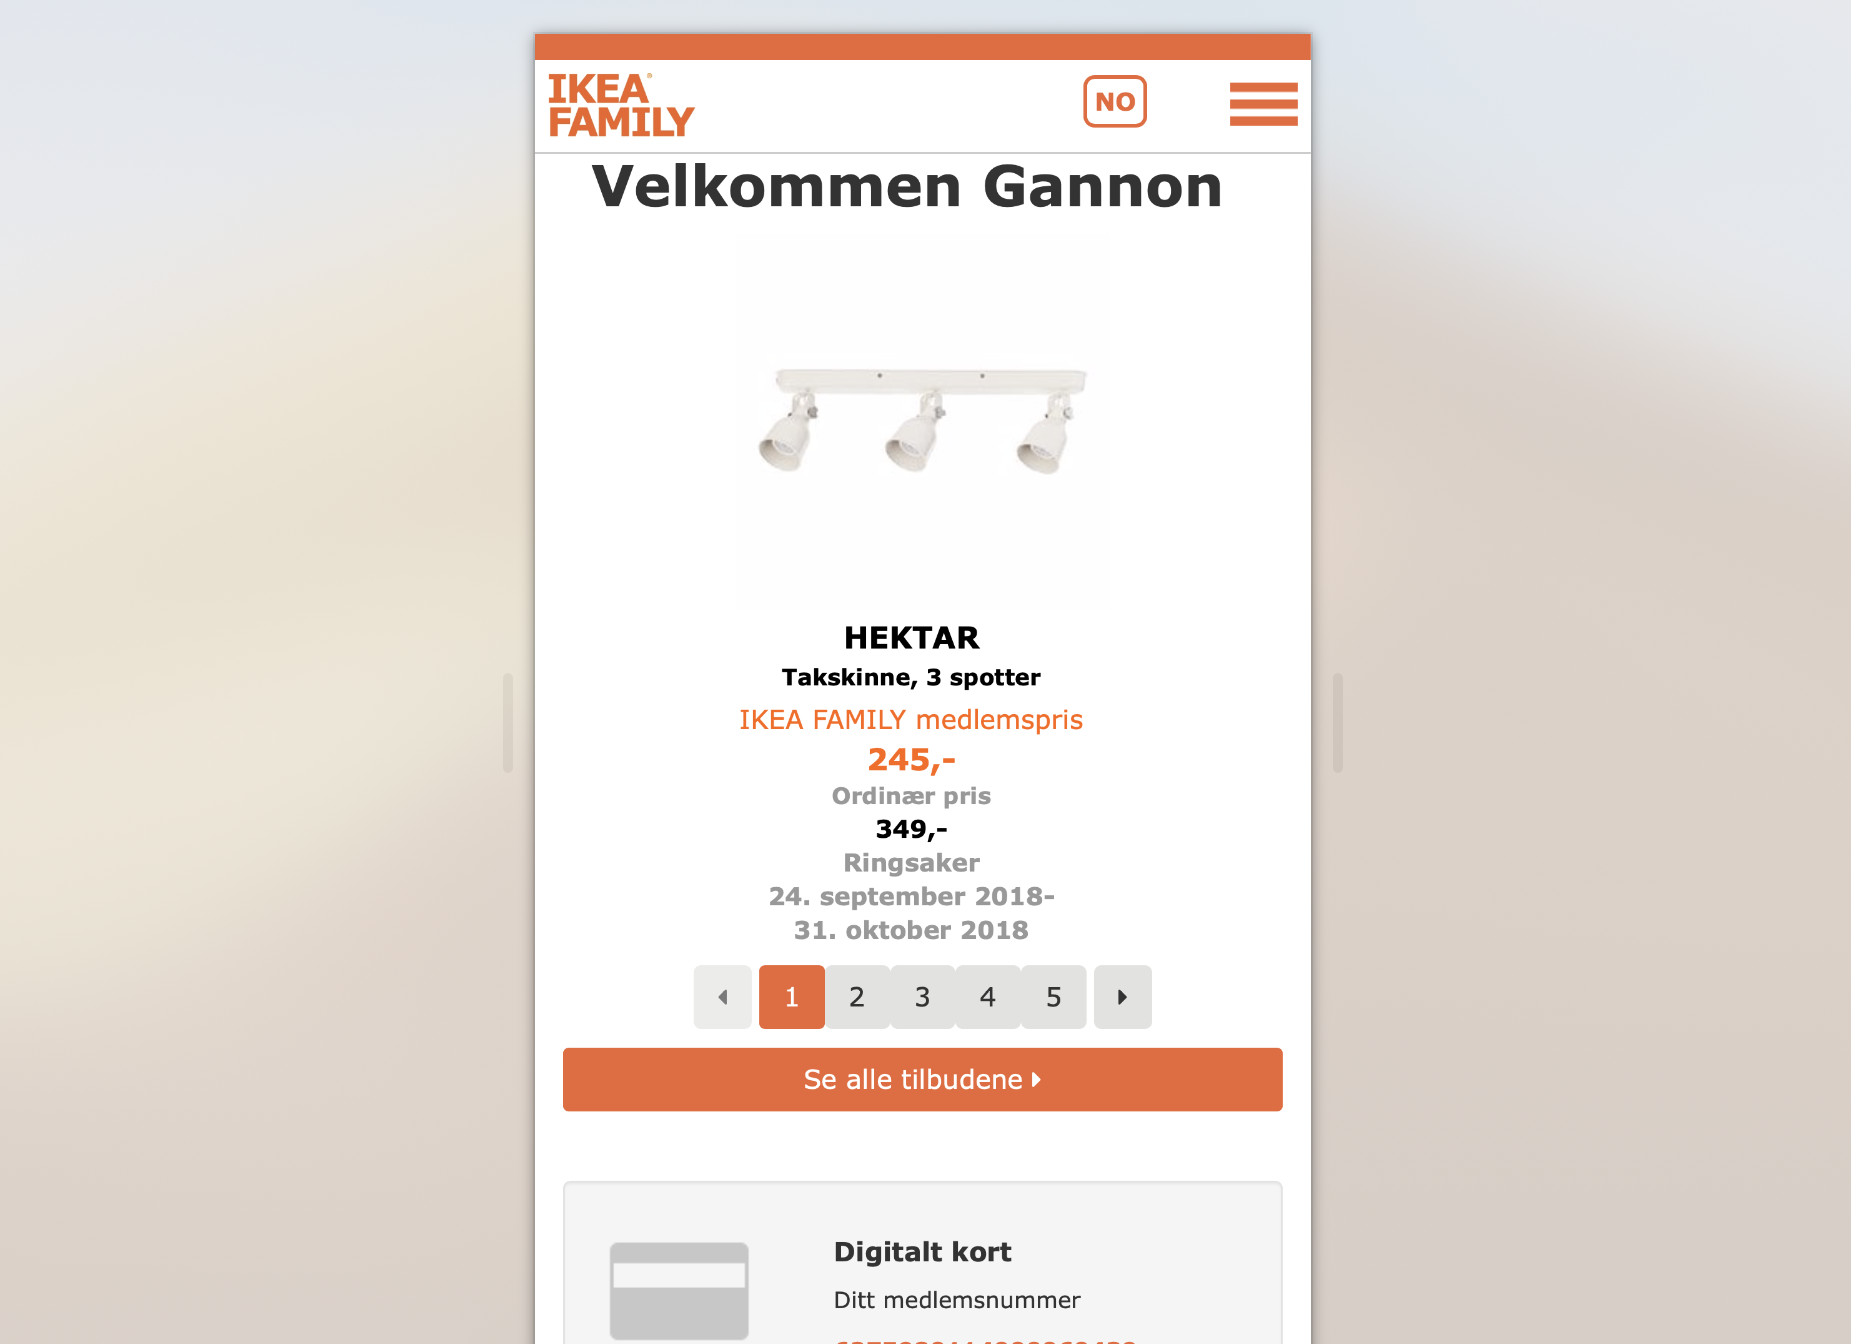 IKEA
FAMILY
NO
Velkommen Gannon
HEKTAR
Takskinne, 3 spotter
IKEA FAMILY medlemspris
245,-
Ordinær pris
349,-
Ringsaker
24. september 2018-
31. oktober 2018
1 2 3 4 5
Se alle tilbudene
Digitalt kort
Ditt medlemsnummer